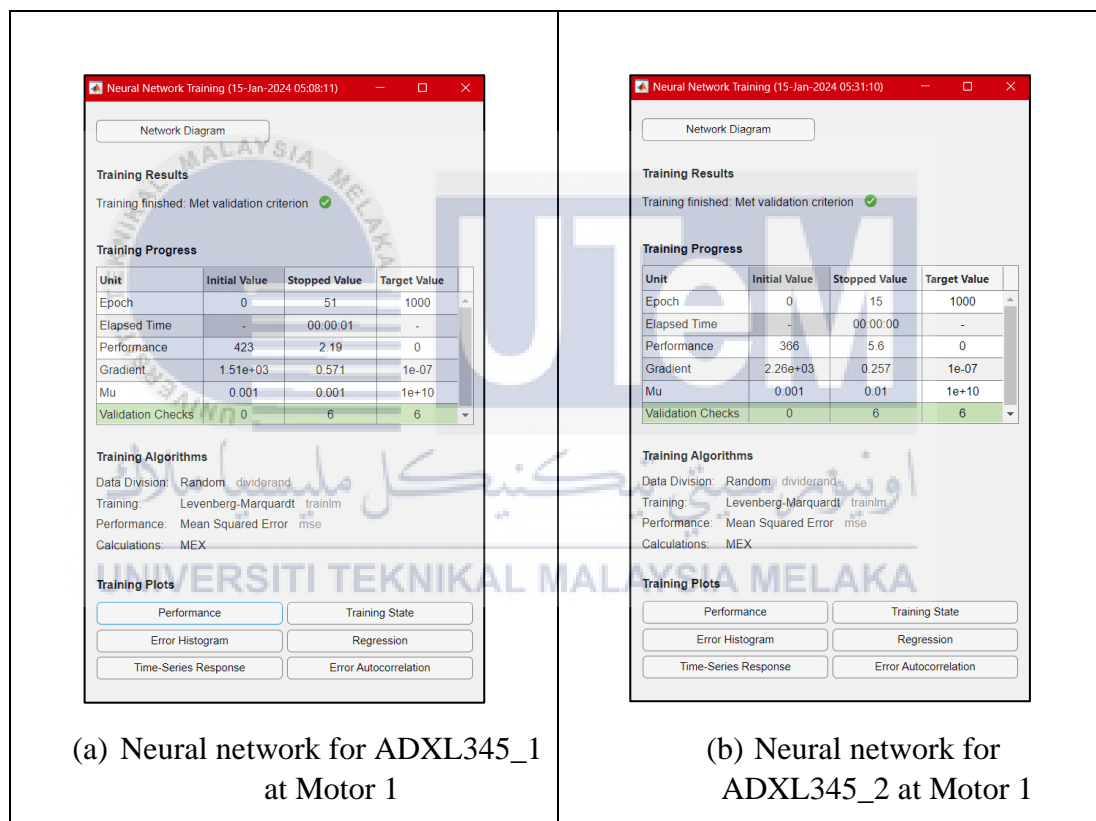 Neural Network Training (15-Jan-2024 05:08:11)
Network Diagram
Training Results
Training finished: Met validation criterion
Training Progress
Unit Initial Value Stopped Value Target Value
Epoch 0 51 1000
Elapsed Time - 00:00:01 -
Performance 423 2.19 0
Gradient 1.51e+03 0.571 1e-07
Mu 0.001 0.001 1e+10
Validation Checks 0 6 6
Training Algorithms
Data Division: Random dividerand
Training: Levenberg-Marquardt trainlm
Performance: Mean Squared Error mse
Calculations: MEX
Training Plots
Performance Training State
Error Histogram Regression
Time-Series Response Error Autocorrelation
(a) Neural network for ADXL345_1
at Motor 1
Neural Network Training (15-Jan-2024 05:31:10)
Network Diagram
Training Results
Training finished: Met validation criterion
Training Progress
Unit Initial Value Stopped Value Target Value
Epoch 0 15 1000
Elapsed Time - 00:00:00 -
Performance 366 5.6 0
Gradient 2.26e+03 0.257 1e-07
Mu 0.001 0.01 1e+10
Validation Checks 0 6 6
Training Algorithms
Data Division: Random dividerand
Training: Levenberg-Marquardt trainlm
Performance: Mean Squared Error mse
Calculations: MEX
Training Plots
Performance Training State
Error Histogram Regression
Time-Series Response Error Autocorrelation
(b) Neural network for
ADXL345_2 at Motor 1
UTeM
اونيۏرسيتي تيكنيكل مليسيا ملاك
UNIVERSITI TEKNIKAL MALAYSIA MELAKA
UNIVERSITI TEKNIKAL MALAYSIA MELAKA